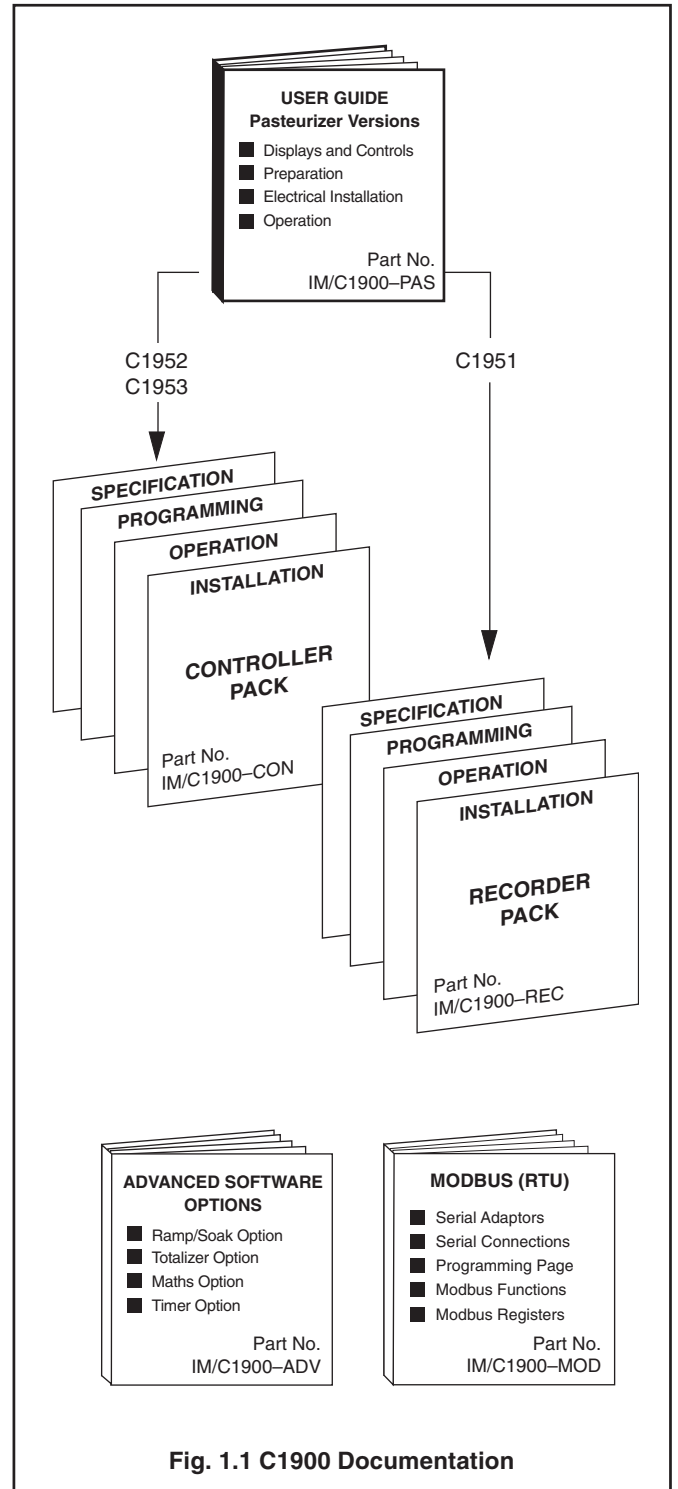 USER GUIDE
Pasteurizer Versions
Displays and Controls
Preparation
Electrical Installation
Operation
Part No.
IM/C1900–PAS
C1952
C1953
C1951
SPECIFICATION
PROGRAMMING
OPERATION
INSTALLATION
CONTROLLER
PACK
Part No.
IM/C1900–CON
SPECIFICATION
PROGRAMMING
OPERATION
INSTALLATION
RECORDER
PACK
Part No.
IM/C1900–REC
ADVANCED SOFTWARE
OPTIONS
Ramp/Soak Option
Totalizer Option
Maths Option
Timer Option
Part No.
IM/C1900–ADV
MODBUS (RTU)
Serial Adaptors
Serial Connections
Programming Page
Modbus Functions
Modbus Registers
Part No.
IM/C1900–MOD
Fig. 1.1 C1900 Documentation